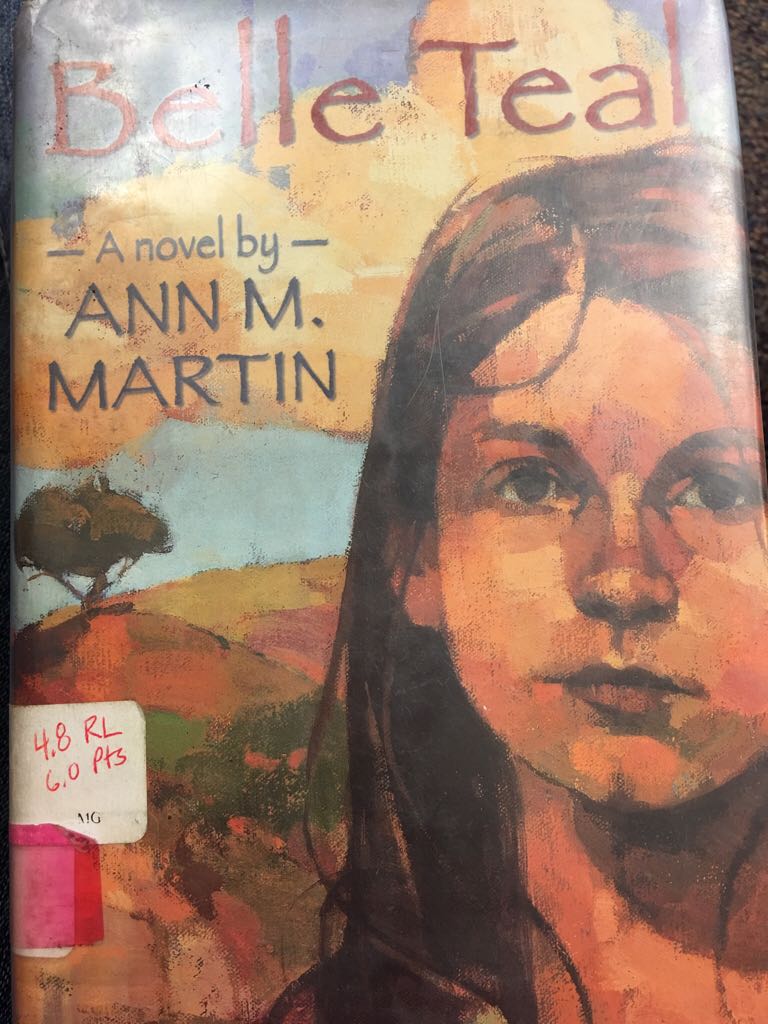 Belle Teal
— A novel by —
ANN M.
MARTIN
4.8 RL
6.0 Pts
MG